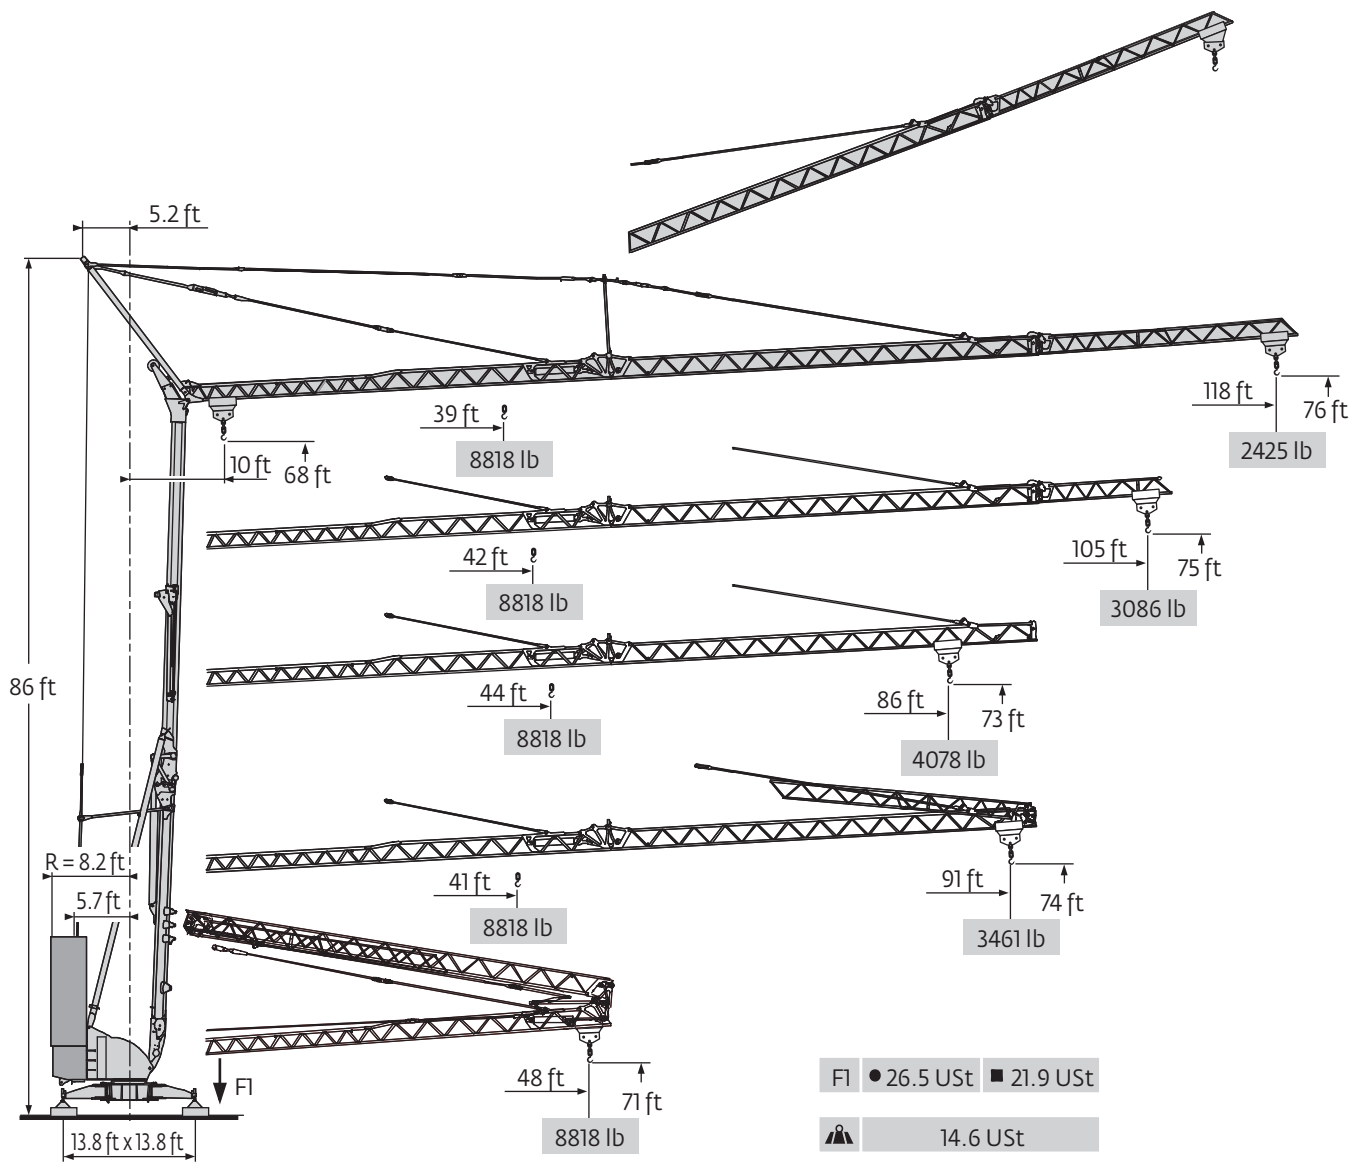 5.2 ft
39 ft
8818 lb
118 ft
76 ft
2425 lb
10 ft
68 ft
42 ft
8818 lb
105 ft
75 ft
3086 lb
86 ft
44 ft
8818 lb
86 ft
73 ft
4078 lb
R = 8.2 ft
5.7 ft
41 ft
8818 lb
91 ft
74 ft
3461 lb
48 ft
71 ft
8818 lb
F1
13.8 ft x 13.8 ft
F1 ● 26.5 USt ■ 21.9 USt
14.6 USt